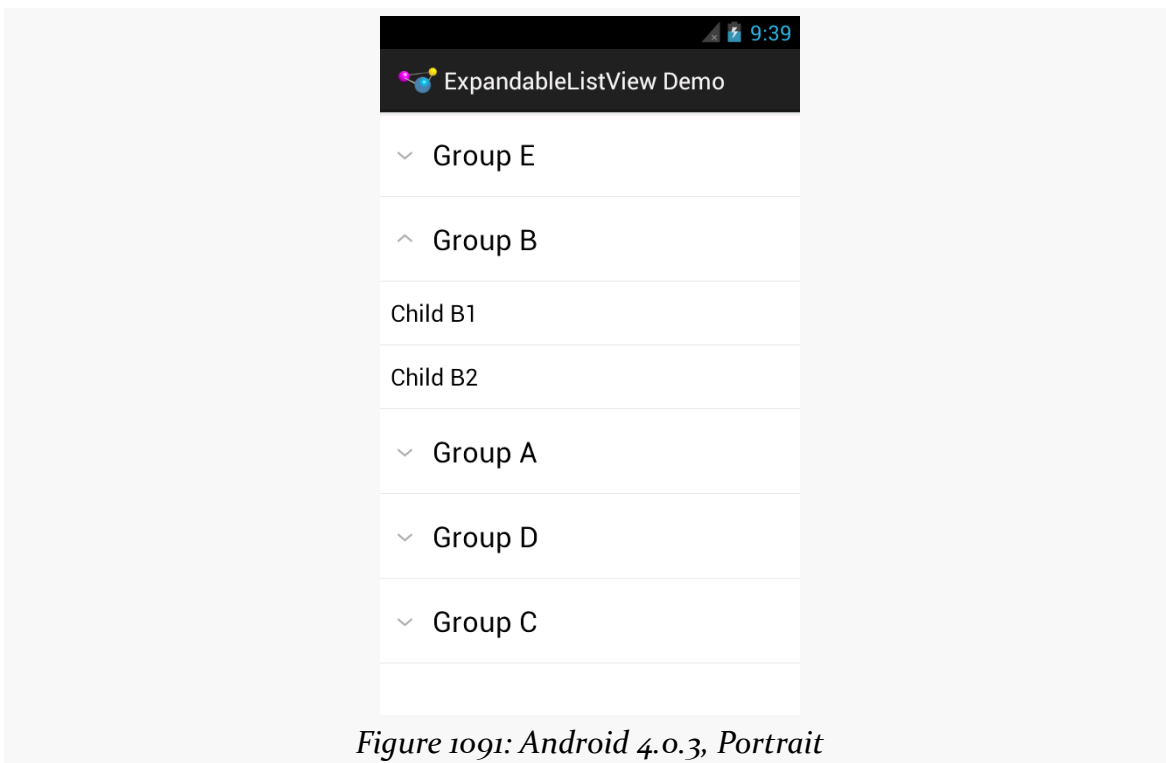 9:39
ExpandableListView Demo
Group E
Group B
Child B1
Child B2
Group A
Group D
Group C
Figure 1091: Android 4.0.3, Portrait